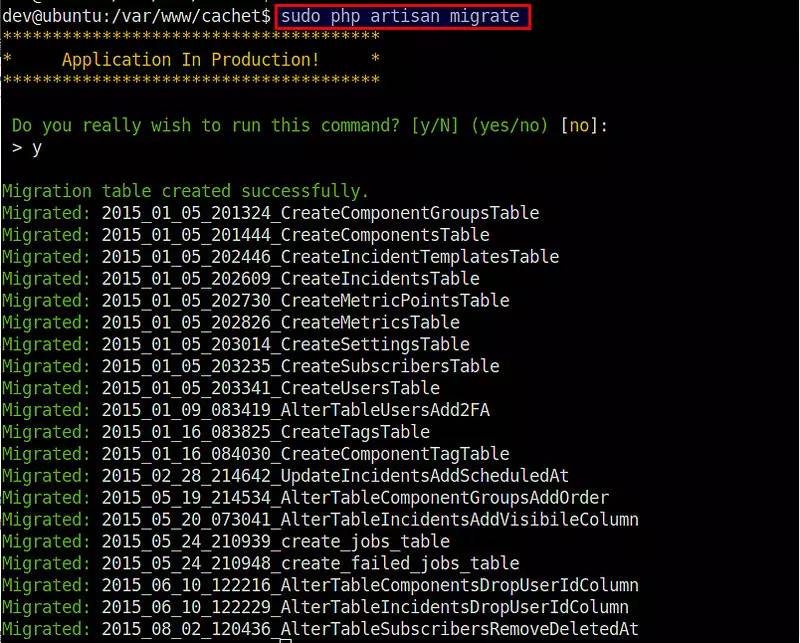 dev@ubuntu:/var/www/cachet$ sudo php artisan migrate
**************************************
*     Application In Production!     *
**************************************
Do you really wish to run this command? [y/N] (yes/no) [no]:
> y
Migration table created successfully.
Migrated: 2015_01_05_201324_CreateComponentGroupsTable
Migrated: 2015_01_05_201444_CreateComponentsTable
Migrated: 2015_01_05_202446_CreateIncidentTemplatesTable
Migrated: 2015_01_05_202609_CreateIncidentsTable
Migrated: 2015_01_05_202730_CreateMetricPointsTable
Migrated: 2015_01_05_202826_CreateMetricsTable
Migrated: 2015_01_05_203014_CreateSettingsTable
Migrated: 2015_01_05_203235_CreateSubscribersTable
Migrated: 2015_01_05_203341_CreateUsersTable
Migrated: 2015_01_09_083419_AlterTableUsersAdd2FA
Migrated: 2015_01_16_083825_CreateTagsTable
Migrated: 2015_01_16_084030_CreateComponentTagTable
Migrated: 2015_02_28_214642_UpdateIncidentsAddScheduledAt
Migrated: 2015_05_19_214534_AlterTableComponentGroupsAddOrder
Migrated: 2015_05_20_073041_AlterTableIncidentsAddVisibileColumn
Migrated: 2015_05_24_210939_create_jobs_table
Migrated: 2015_05_24_210948_create_failed_jobs_table
Migrated: 2015_06_10_122216_AlterTableComponentsDropUserIdColumn
Migrated: 2015_06_10_122229_AlterTableIncidentsDropUserIdColumn
Migrated: 2015_08_02_120436_AlterTableSubscribersRemoveDeletedAt